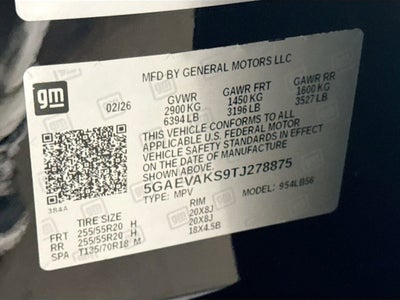 MFD BY GENERAL MOTORS LLC
gm
02/26
GVWR GAWR FRT GAWR RR
2900 KG 1450 KG 1600 KG
6394 LB 3196 LB 3527 LB
THIS VEHICLE CONFORMS TO ALL
APPLICABLE U.S. FEDERAL MOTOR
VEHICLE SAFETY STANDARDS IN EFFECT
ON THE DATE OF MANUFACTURE
SHOWN ABOVE.
5GAEVAKS9TJ278875
TYPE: MPV MODEL: 954LB56
384A
TIRE SIZE RIM
FRT 255/55R20 H 20X8J
RR 255/55R20 H 20X8J
SPA T135/70R18 M 18X4.5B